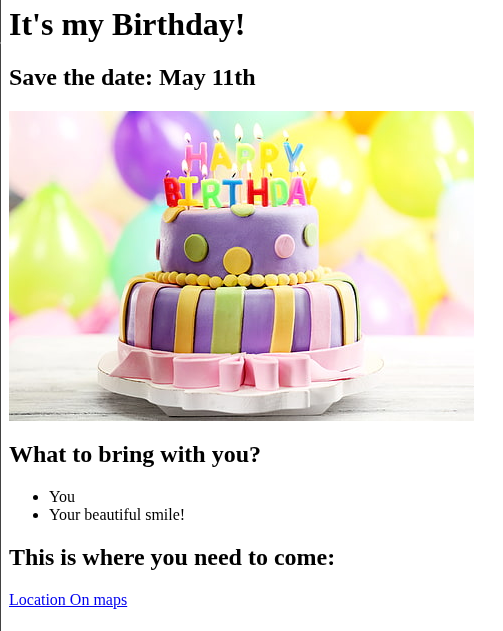 It's my Birthday!
Save the date: May 11th
HAPPY
BIRTHDAY
What to bring with you?
You
Your beautiful smile!
This is where you need to come:
Location On maps